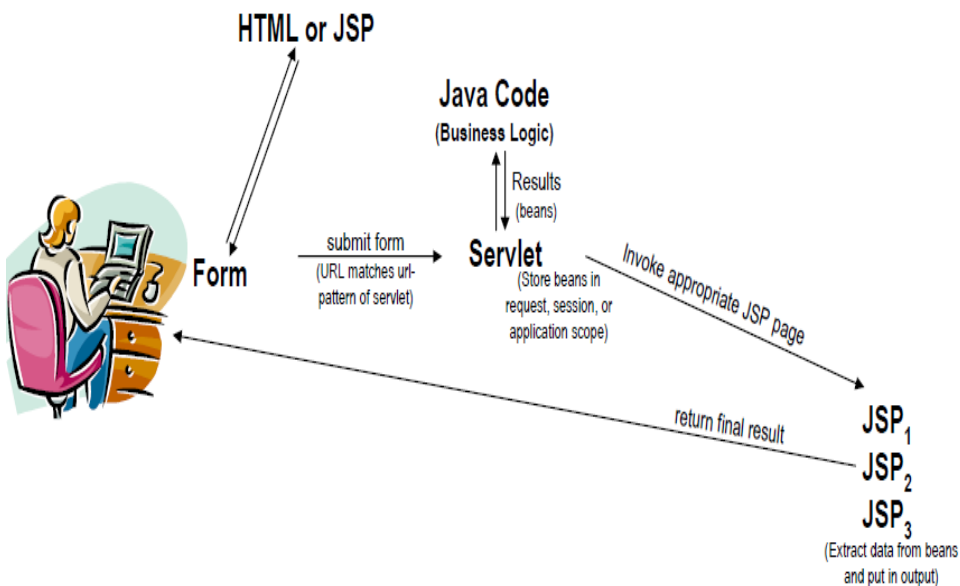 HTML or JSP
Java Code
(Business Logic)
Results
(beans)
Form
submit form
(URL matches url-
pattern of servlet)
Servlet
(Store beans in
request, session, or
application scope)
Invoke appropriate JSP page
return final result
JSP1
JSP2
JSP3
(Extract data from beans
and put in output)